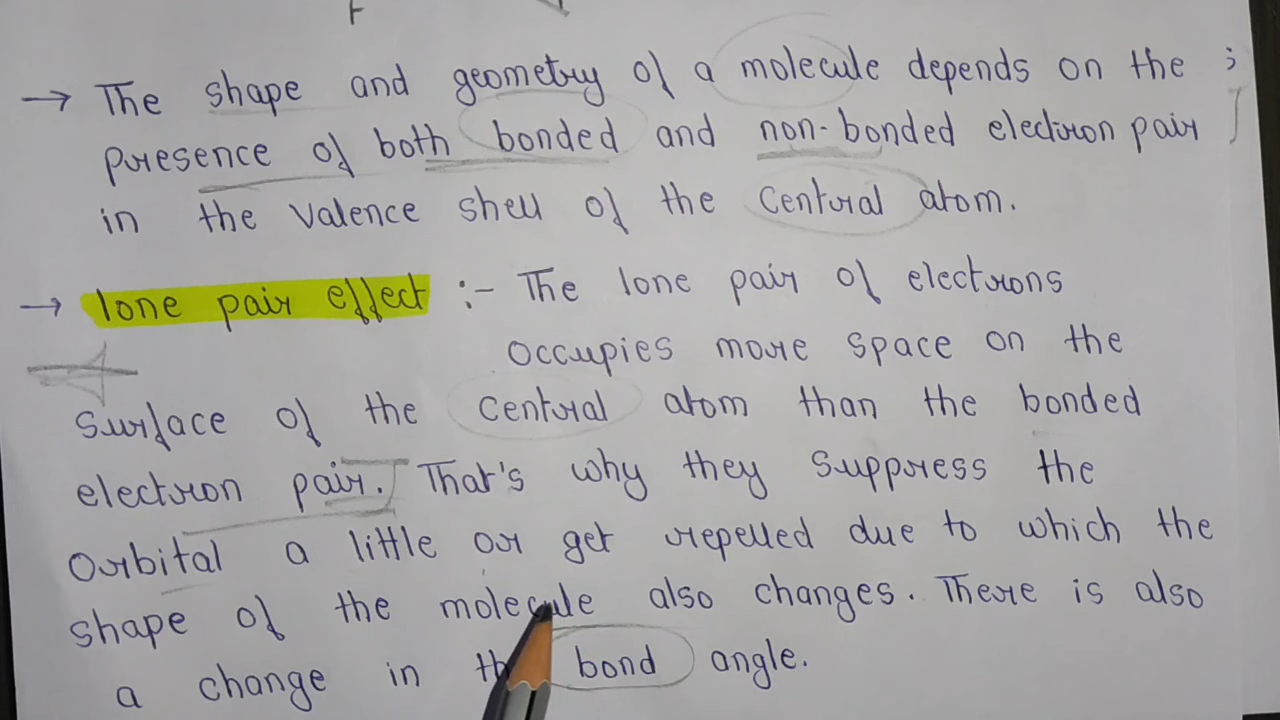 → The shape and geometry of a molecule depends on the
presence of both bonded and non-bonded electron pair
in the valence shell of the central atom.
→ lone pair effect :- The lone pair of electrons
occupies more space on the
surface of the central atom than the bonded
electron pair. That's why they suppress the
orbital a little or get repelled due to which the
shape of the molecule also changes. There is also
a change in bond angle.